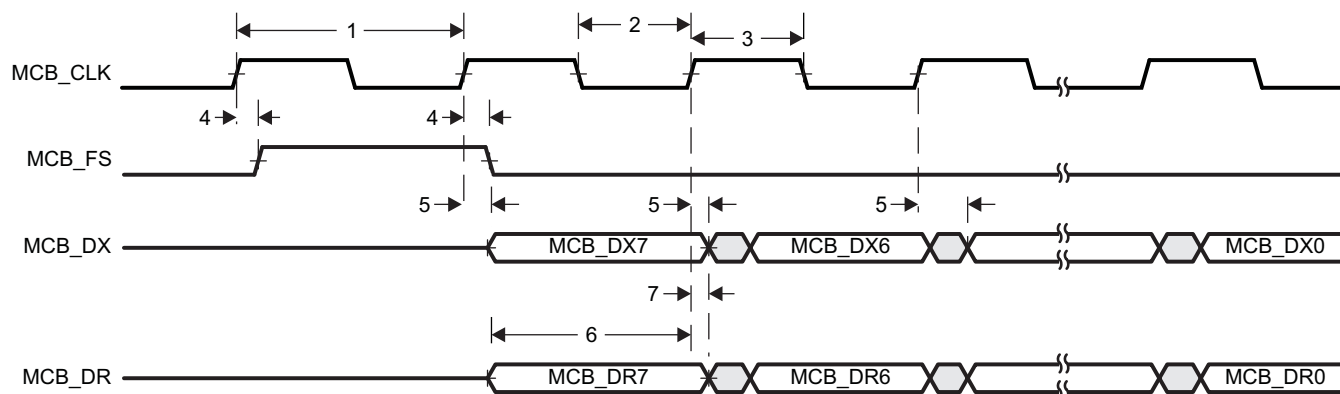 1 2 3
MCB_CLK
4 4
MCB_FS
5 5 5
MCB_DX MCB_DX7 MCB_DX6 MCB_DX0
7
6
MCB_DR MCB_DR7 MCB_DR6 MCB_DR0